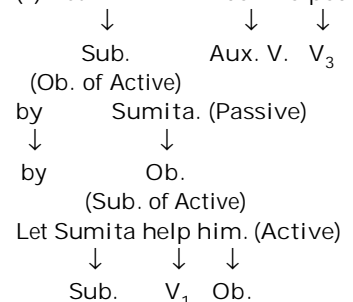 ↓ ↓ ↓
Sub. Aux. V. V₃
(Ob. of Active)
by Sumita. (Passive)
↓ ↓
by Ob.
(Sub. of Active)
Let Sumita help him. (Active)
↓ ↓ ↓
Sub. V₁ Ob.